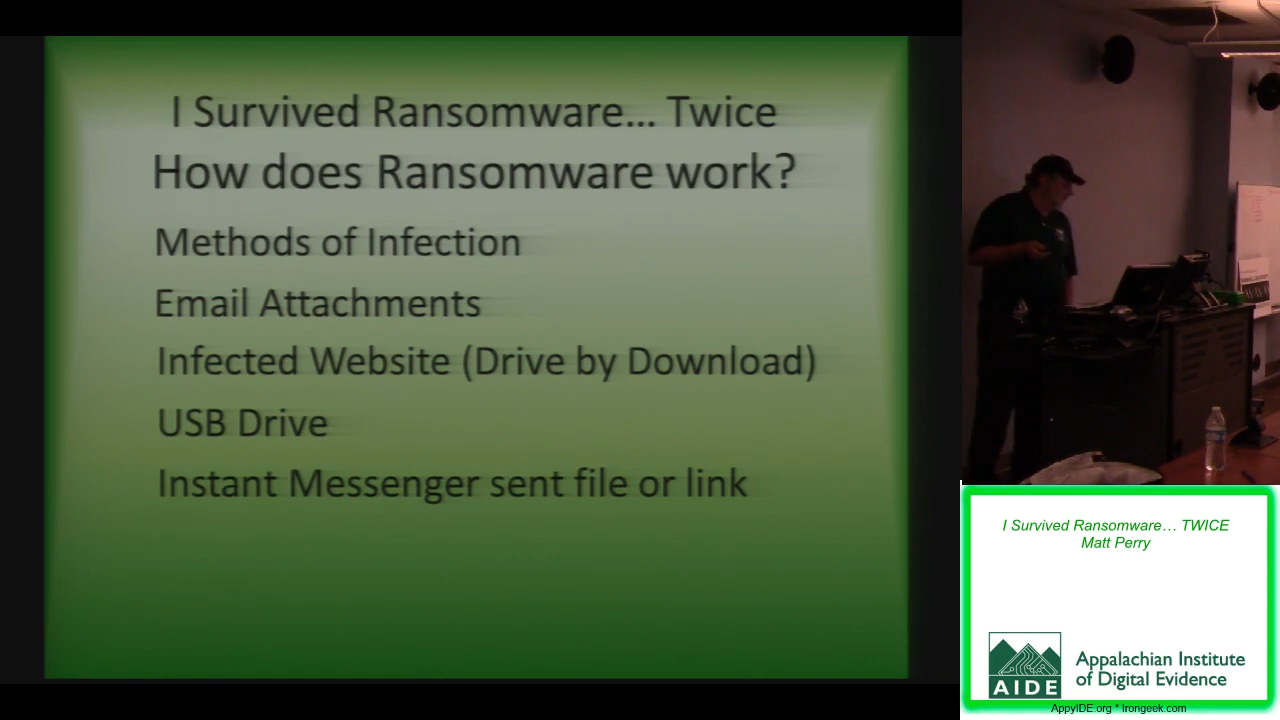 I Survived Ransomware... Twice
How does Ransomware work?
Methods of Infection
Email Attachments
Infected Website (Drive by Download)
USB Drive
Instant Messenger sent file or link
I Survived Ransomware... TWICE
Matt Perry
AIDE
Appalachian Institute
of Digital Evidence
AppyIDE.org * Irongeek.com